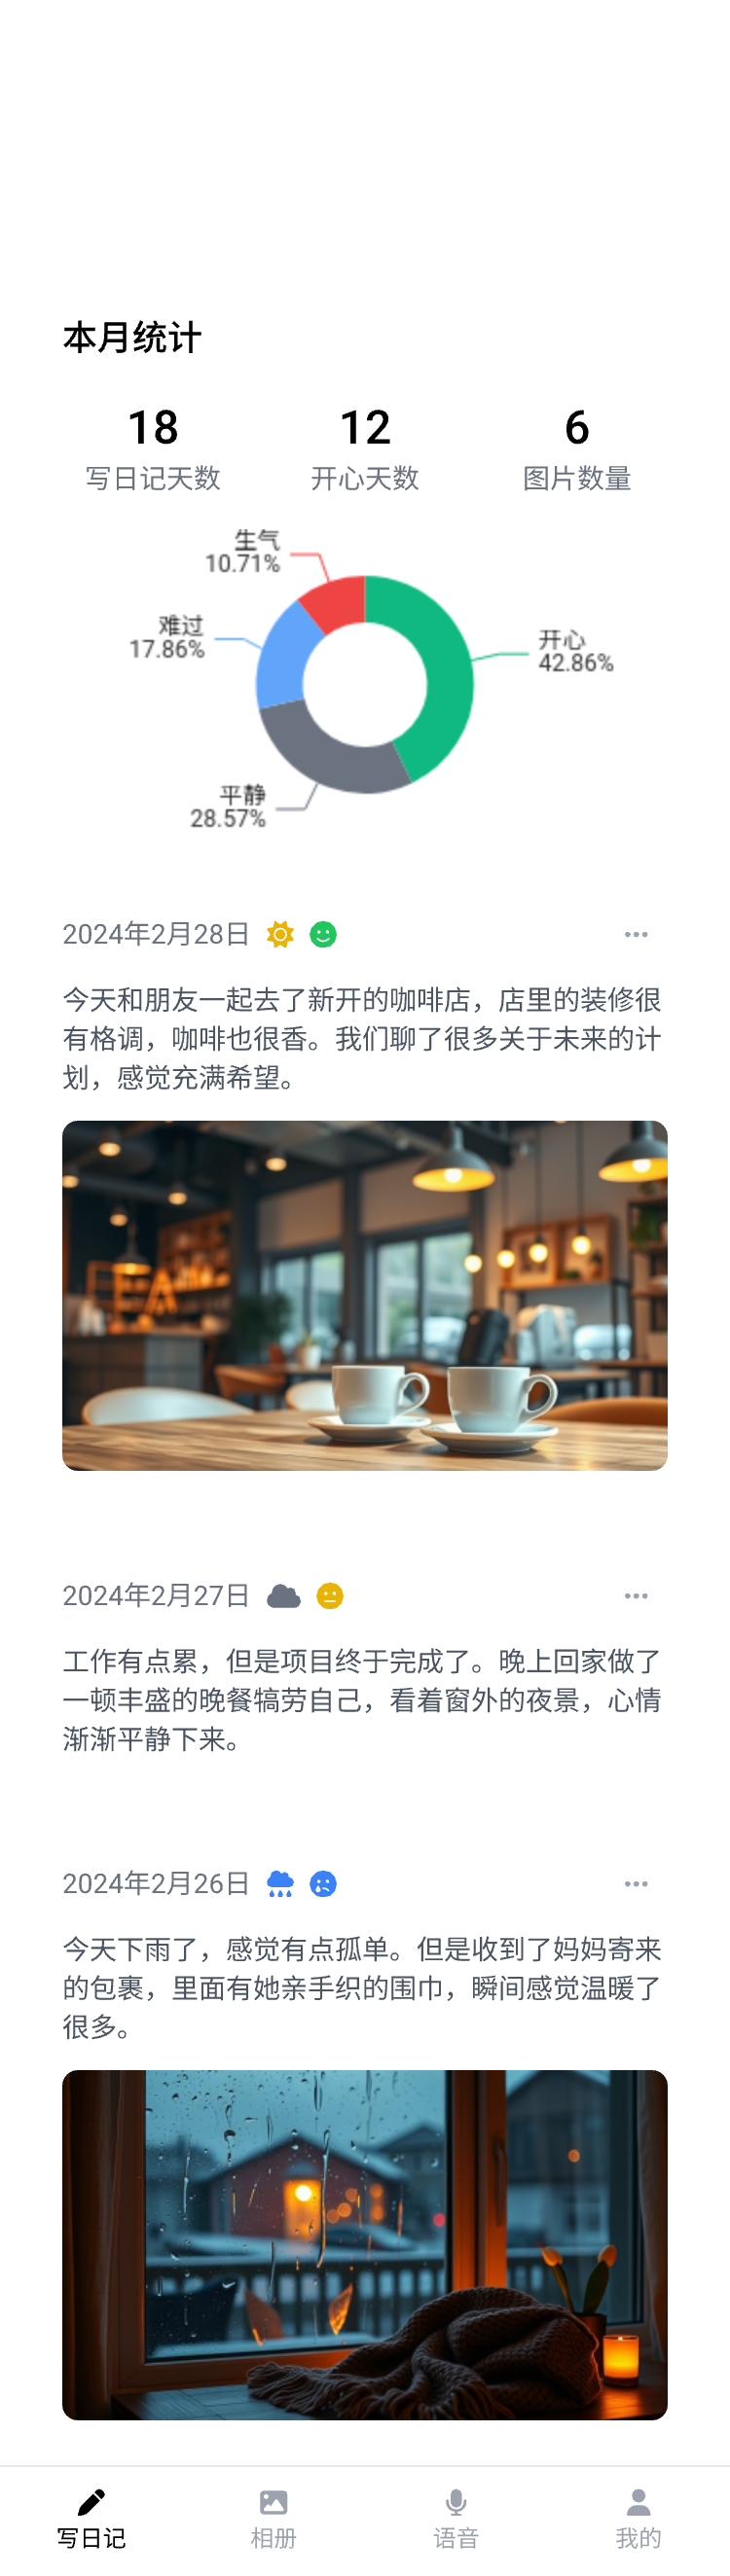 本月统计
18
12
6
写日记天数
开心天数
图片数量
生气
10.71%
难过
17.86%
开心
42.86%
平静
28.57%
2024年2月28日
今天和朋友一起去了新开的咖啡店，店里的装修很
有格调，咖啡也很香。我们聊了很多关于未来的计
划，感觉充满希望。
2024年2月27日
工作有点累，但是项目终于完成了。晚上回家做了
一顿丰盛的晚餐犒劳自己，看着窗外的夜景，心情
渐渐平静下来。
2024年2月26日
今天下雨了，感觉有点孤单。但是收到了妈妈寄来
的包裹，里面有她亲手织的围巾，瞬间感觉温暖了
很多。
写日记
相册
语音
我的